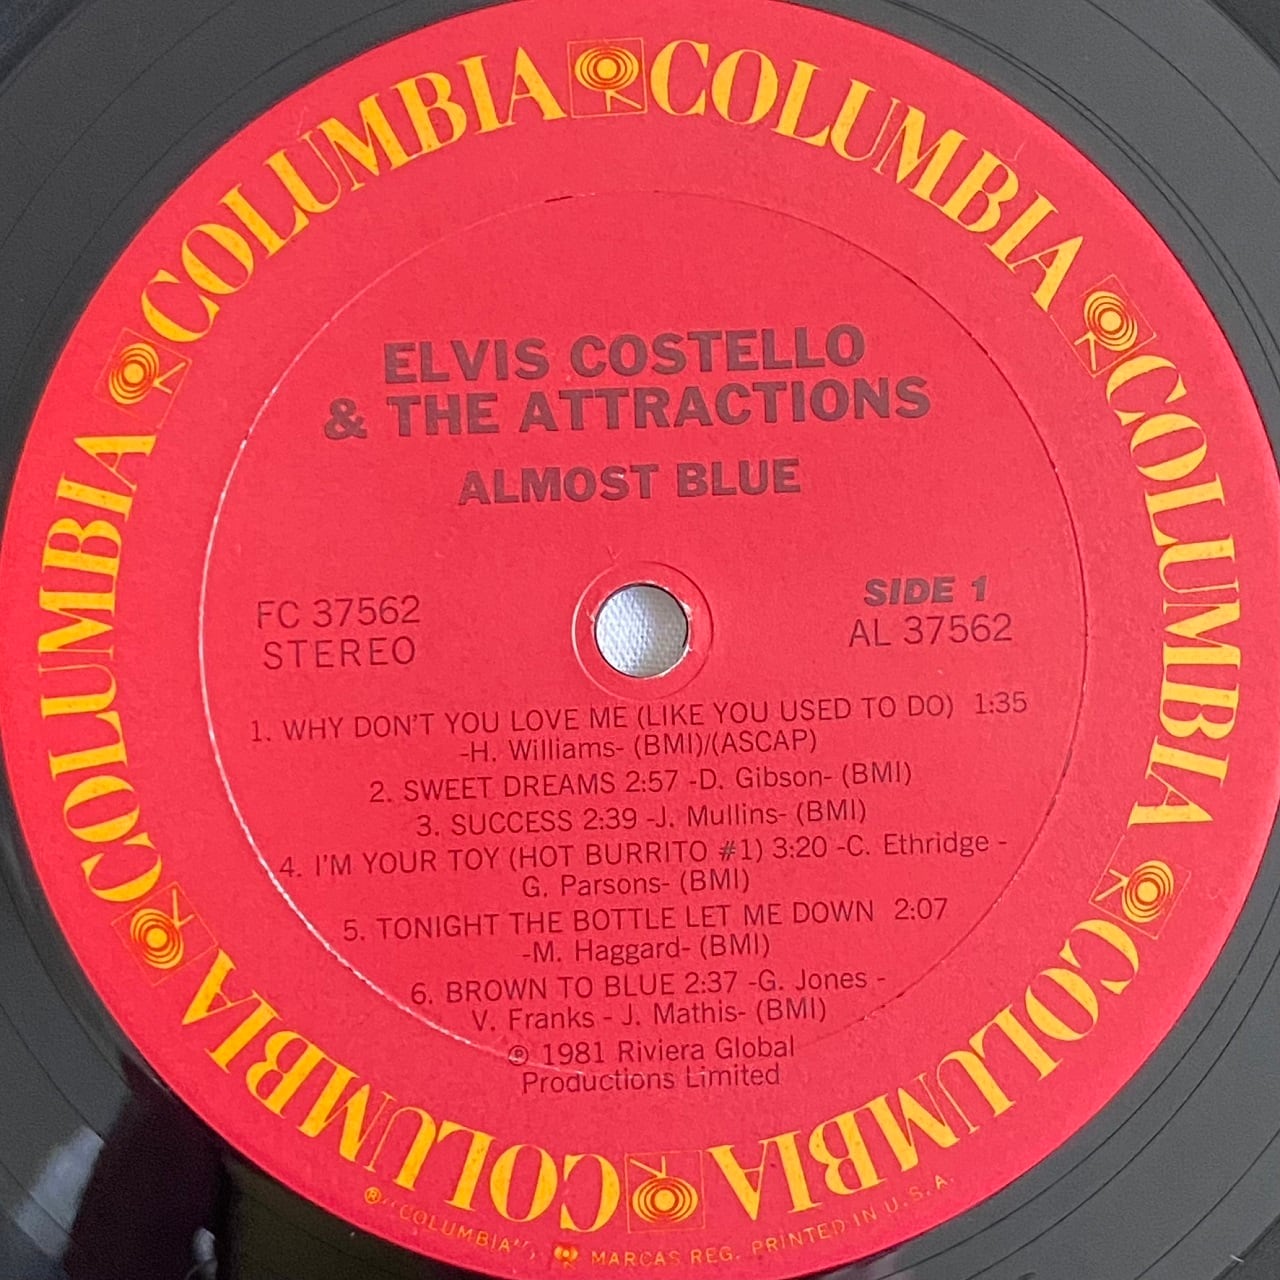 COLUMBIA COLUMBIA COLUMBIA COLUMBIA COLUMBIA COLUMBIA
ELVIS COSTELLO
& THE ATTRACTIONS
ALMOST BLUE
FC 37562
STEREO
SIDE 1
AL 37562
1. WHY DON'T YOU LOVE ME (LIKE YOU USED TO DO) 1:35
-H. Williams- (BMI)/(ASCAP)
2. SWEET DREAMS 2:57 -D. Gibson- (BMI)
3. SUCCESS 2:39 -J. Mullins- (BMI)
4. I'M YOUR TOY (HOT BURRITO #1) 3:20 -C. Ethridge -
G. Parsons- (BMI)
5. TONIGHT THE BOTTLE LET ME DOWN 2:07
-M. Haggard- (BMI)
6. BROWN TO BLUE 2:37 -G. Jones -
V. Franks - J. Mathis- (BMI)
℗ 1981 Riviera Global
Productions Limited
® "COLUMBIA", MARCAS REG. PRINTED IN U.S.A.